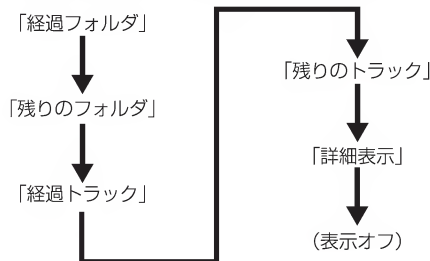 「経過フォルダ」
「残りのフォルダ」
「経過トラック」
「残りのトラック」
「詳細表示」
（表示オフ）